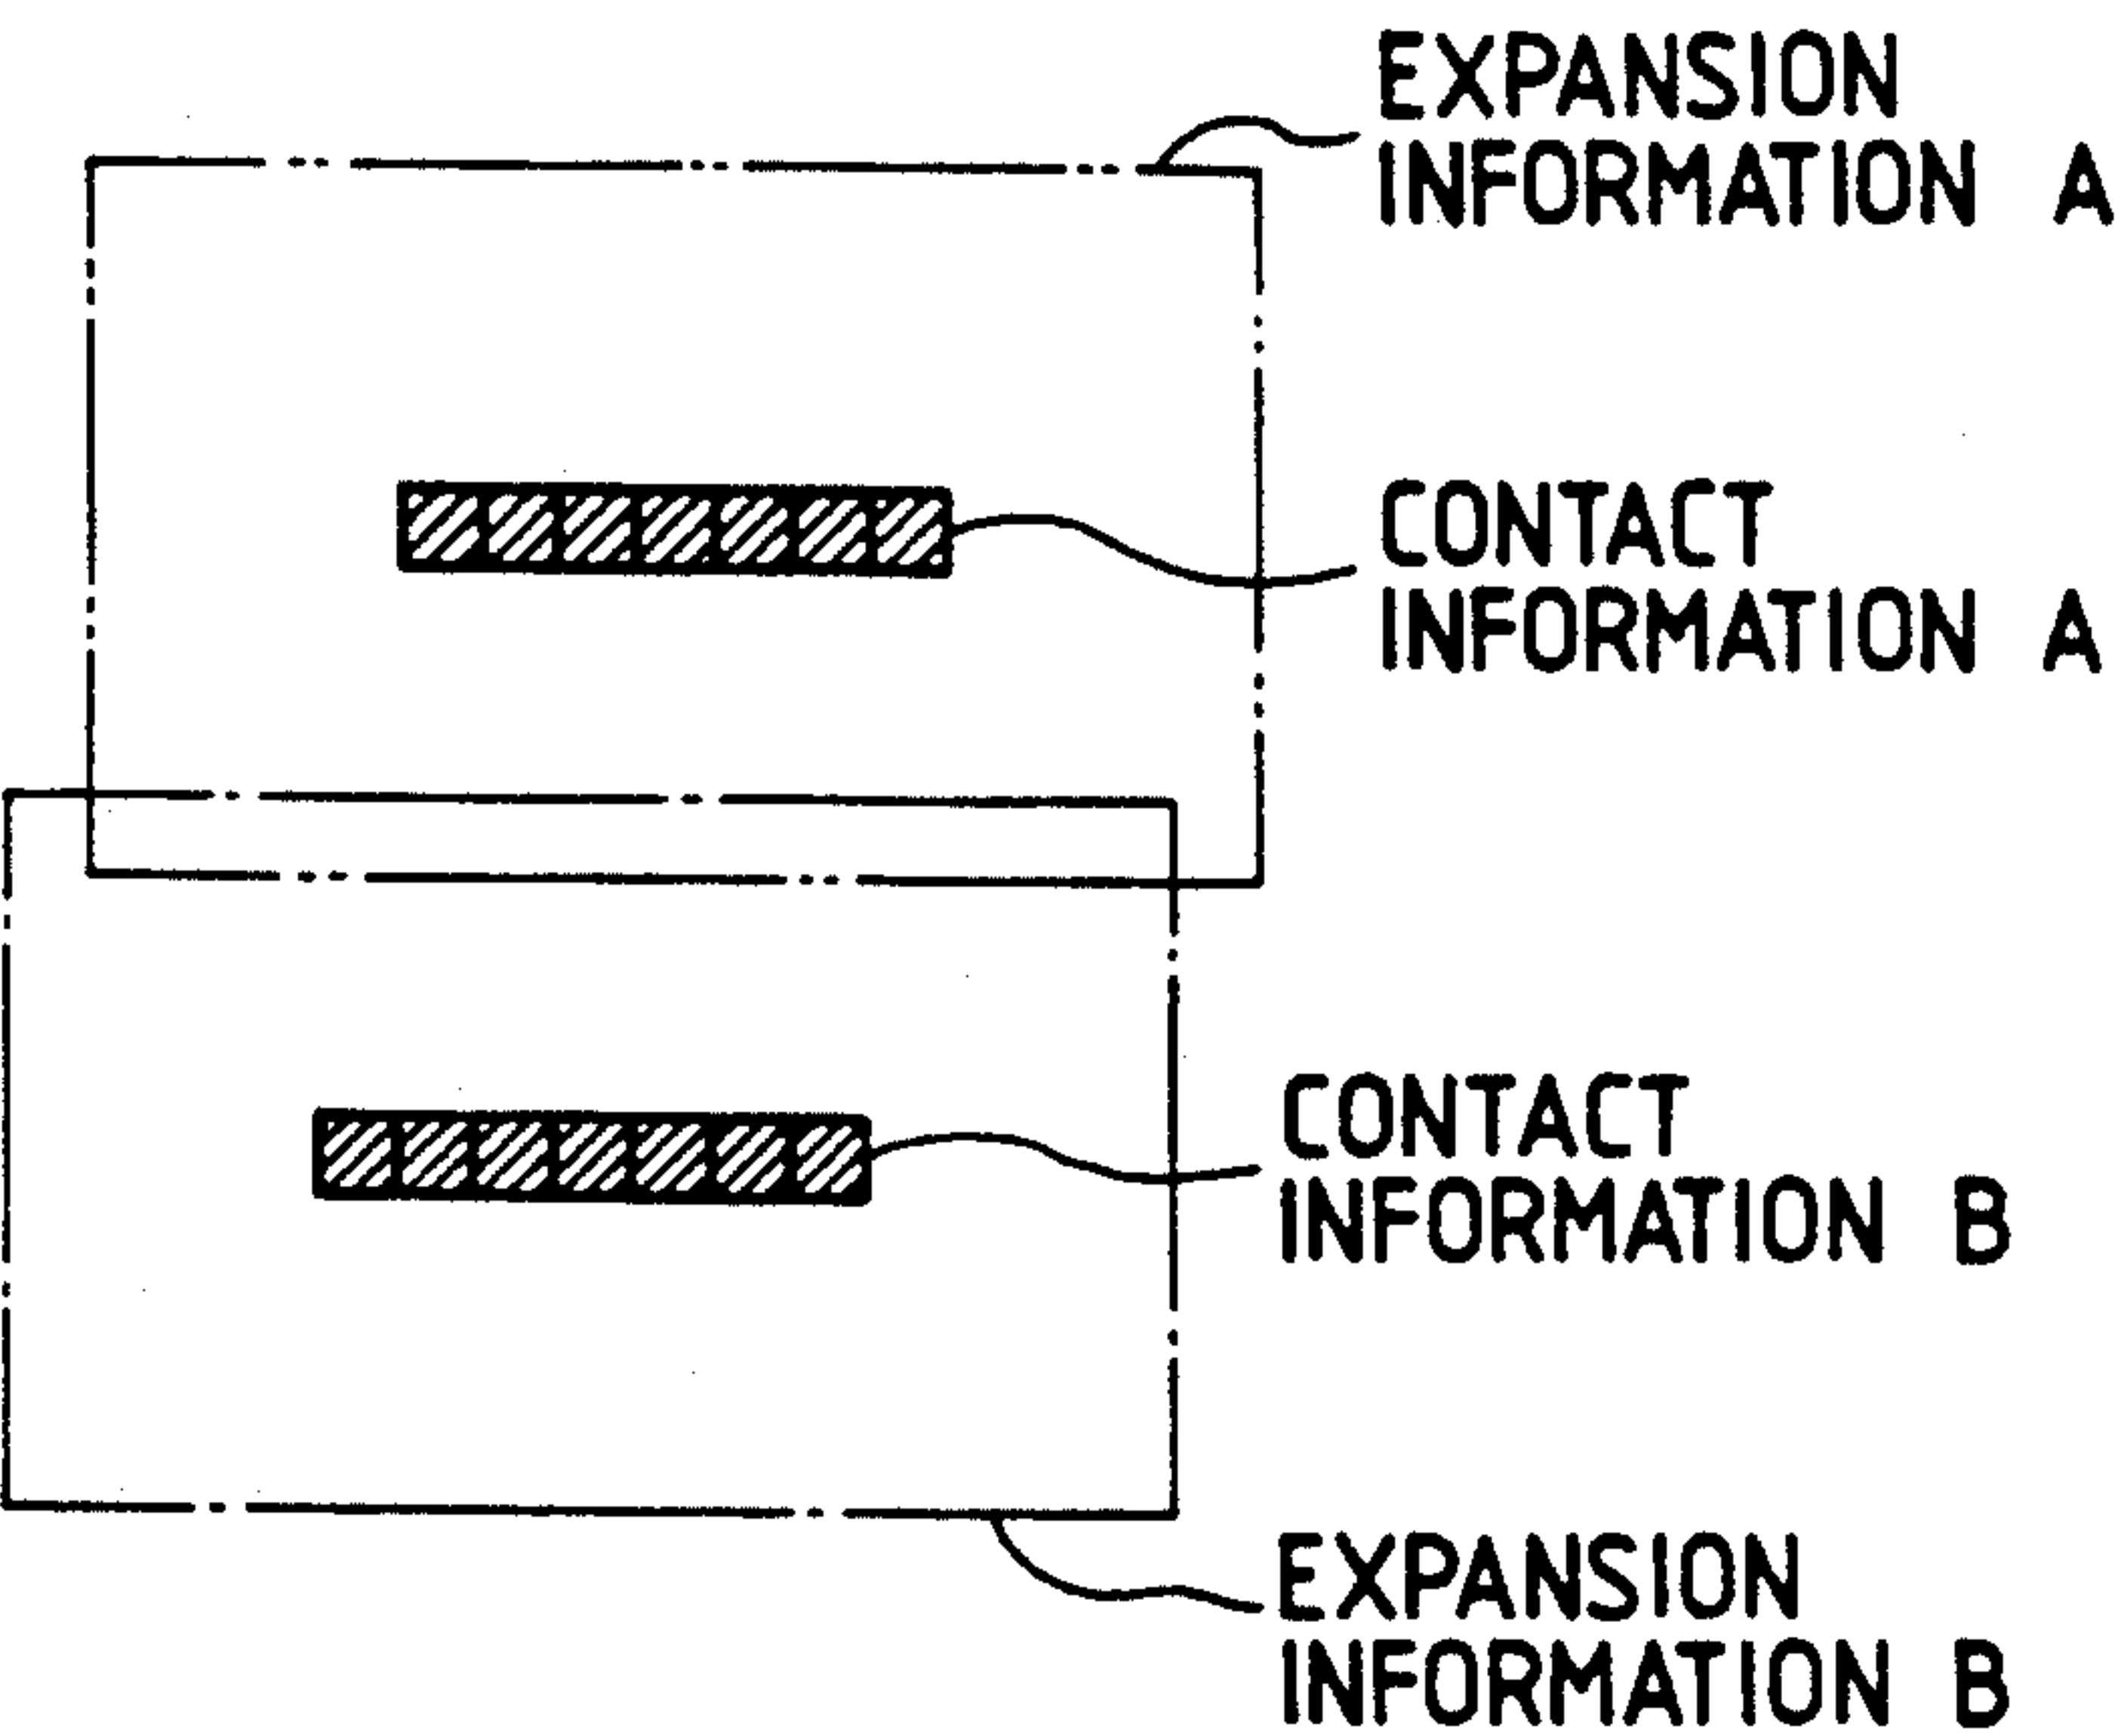 EXPANSION
INFORMATION A
CONTACT
INFORMATION A
CONTACT
INFORMATION B
EXPANSION
INFORMATION B